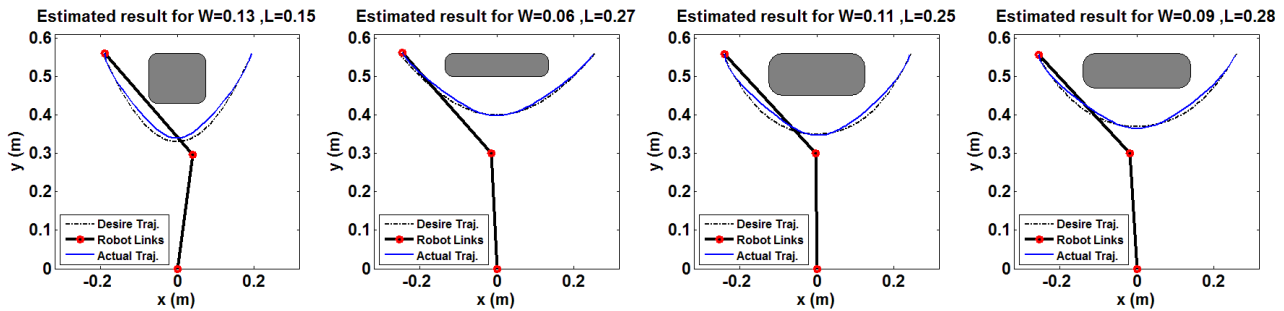 Estimated result for W=0.13 ,L=0.15
0.6
0.5
0.4
0.3
0.2
0.1
0
y (m)
Desire Traj.
Robot Links
Actual Traj.
-0.2
0
0.2
x (m)
Estimated result for W=0.06 ,L=0.27
0.6
0.5
0.4
0.3
0.2
0.1
0
y (m)
Desire Traj.
Robot Links
Actual Traj.
-0.2
0
0.2
x (m)
Estimated result for W=0.11 ,L=0.25
0.6
0.5
0.4
0.3
0.2
0.1
0
y (m)
Desire Traj.
Robot Links
Actual Traj.
-0.2
0
0.2
x (m)
Estimated result for W=0.09 ,L=0.28
0.6
0.5
0.4
0.3
0.2
0.1
0
y (m)
Desire Traj.
Robot Links
Actual Traj.
-0.2
0
0.2
x (m)